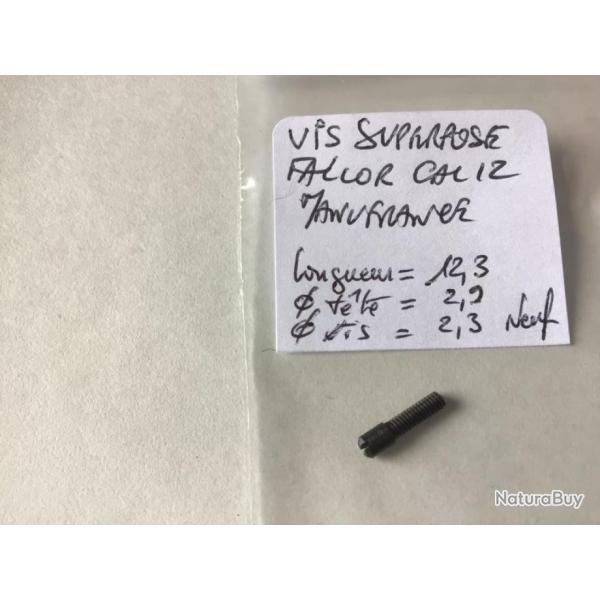 VIS SUPERPOSE
FALCOR CAL 12
MANUFRANCE
longueur = 12,3
ø tête = 2,9
ø vis = 2,3 Neuf
NaturaBuy